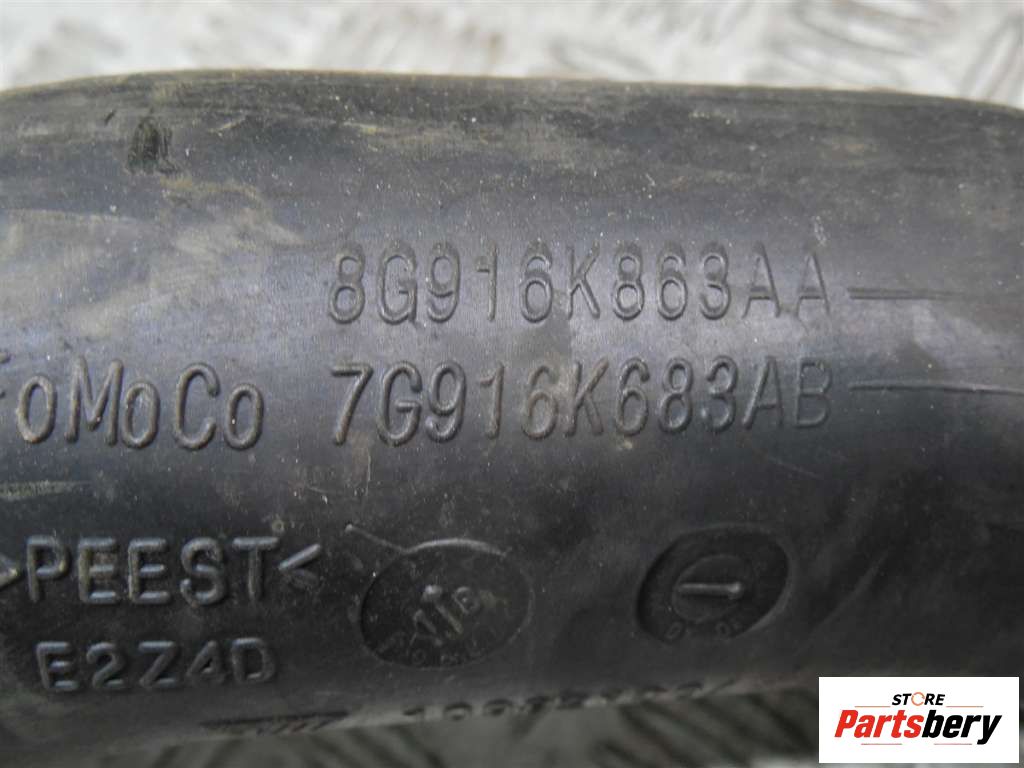 8G916K863AA
FoMoCo 7G916K683AB
>PEEST<
E2Z4D
STORE
Partsbery